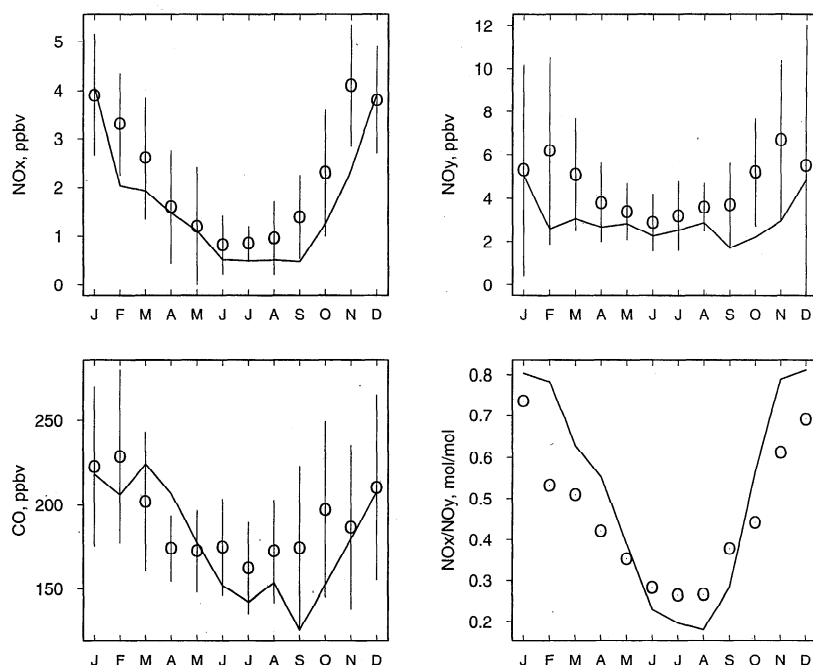 5
4
3
2
1
0
NOx, ppbv
J F M A M J J A S O N D
12
10
8
6
4
2
0
NOy, ppbv
J F M A M J J A S O N D
250
200
150
CO, ppbv
J F M A M J J A S O N D
0.8
0.7
0.6
0.5
0.4
0.3
0.2
NOx/NOy, mol/mol
J F M A M J J A S O N D